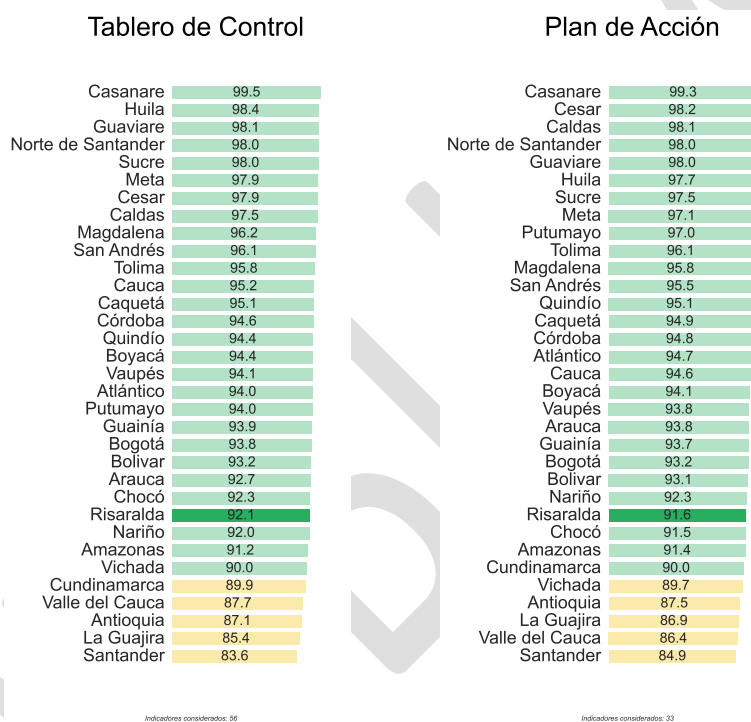 Tablero de Control
Casanare 99.5
Huila 98.4
Guaviare 98.1
Norte de Santander 98.0
Sucre 98.0
Meta 97.9
Cesar 97.9
Caldas 97.5
Magdalena 96.2
San Andrés 96.1
Tolima 95.8
Cauca 95.2
Caquetá 95.1
Córdoba 94.6
Quindío 94.4
Boyacá 94.4
Vaupés 94.1
Atlántico 94.0
Putumayo 94.0
Guainía 93.9
Bogotá 93.8
Bolivar 93.2
Arauca 92.7
Chocó 92.3
Risaralda 92.1
Nariño 92.0
Amazonas 91.2
Vichada 90.0
Cundinamarca 89.9
Valle del Cauca 87.7
Antioquia 87.1
La Guajira 85.4
Santander 83.6
Indicadores considerados: 56
Plan de Acción
Casanare 99.3
Cesar 98.2
Caldas 98.1
Norte de Santander 98.0
Guaviare 98.0
Huila 97.7
Sucre 97.5
Meta 97.1
Putumayo 97.0
Tolima 96.1
Magdalena 95.8
San Andrés 95.5
Quindío 95.1
Caquetá 94.9
Córdoba 94.8
Atlántico 94.7
Cauca 94.6
Boyacá 94.1
Vaupés 93.8
Arauca 93.8
Guainía 93.7
Bogotá 93.2
Bolivar 93.1
Nariño 92.3
Risaralda 91.6
Chocó 91.5
Amazonas 91.4
Cundinamarca 90.0
Vichada 89.7
Antioquia 87.5
La Guajira 86.9
Valle del Cauca 86.4
Santander 84.9
Indicadores considerados: 33